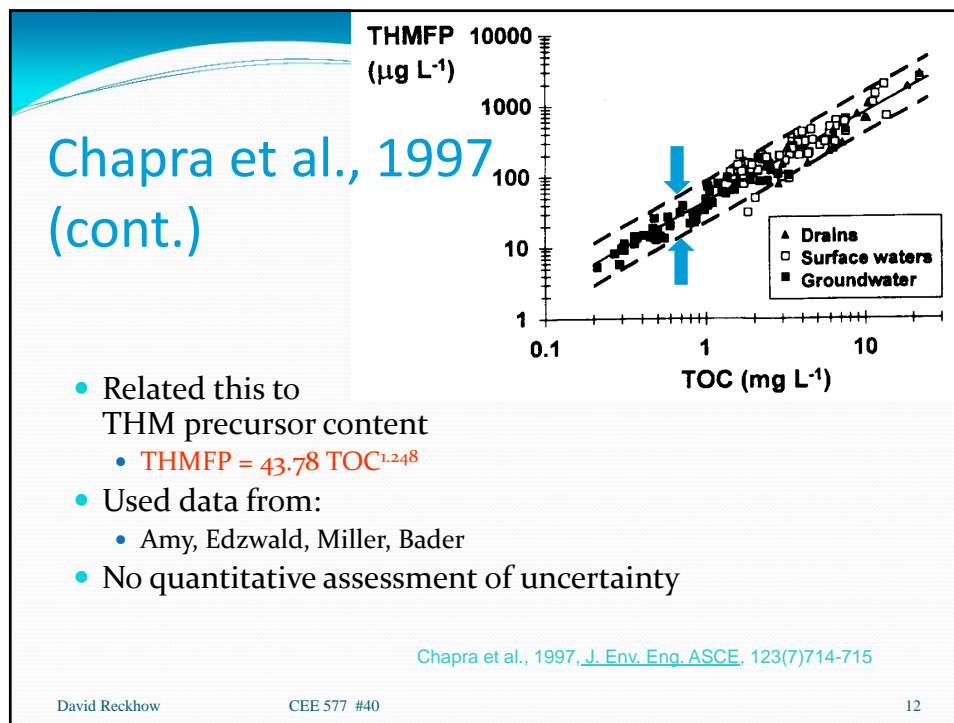 THMFP
(µg L-1)
10000
1000
100
10
1
0.1
1
10
TOC (mg L-1)
Drains
Surface waters
Groundwater
Chapra et al., 1997
(cont.)
• Related this to
THM precursor content
• THMFP = 43.78 TOC1.248
• Used data from:
• Amy, Edzwald, Miller, Bader
• No quantitative assessment of uncertainty
Chapra et al., 1997, J. Env. Eng. ASCE, 123(7)714-715
David Reckhow CEE 577 #40 12